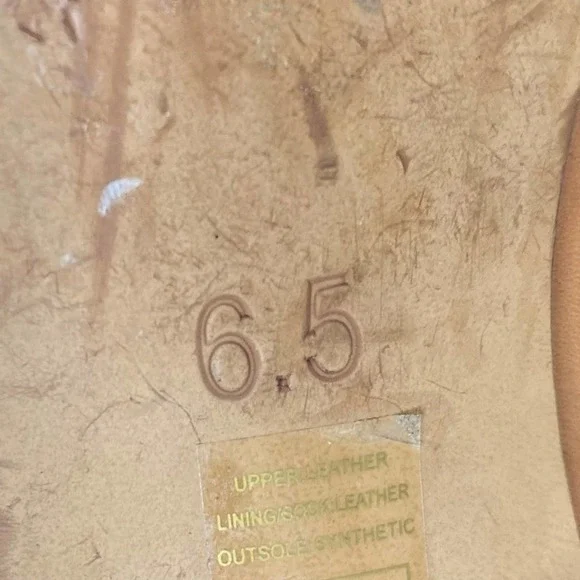 6.5
UPPER:LEATHER
LINING/SOCK:LEATHER
OUTSOLE:SYNTHETIC